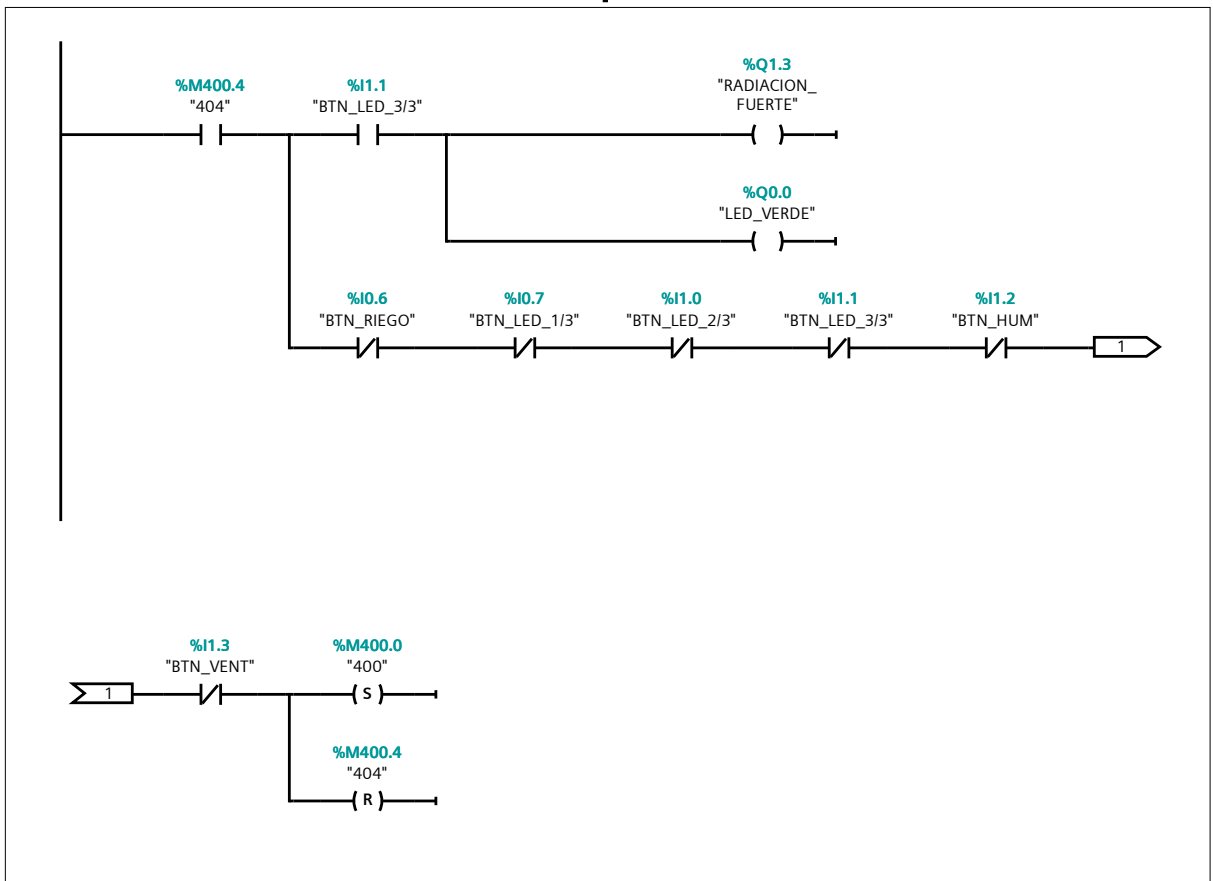 %M400.4
"404"
%I1.1
"BTN_LED_3/3"
%Q1.3
"RADIACION_
FUERTE"
%Q0.0
"LED_VERDE"
%I0.6
"BTN_RIEGO"
%I0.7
"BTN_LED_1/3"
%I1.0
"BTN_LED_2/3"
%I1.1
"BTN_LED_3/3"
%I1.2
"BTN_HUM"
1
1
%I1.3
"BTN_VENT"
%M400.0
"400"
S
%M400.4
"404"
R